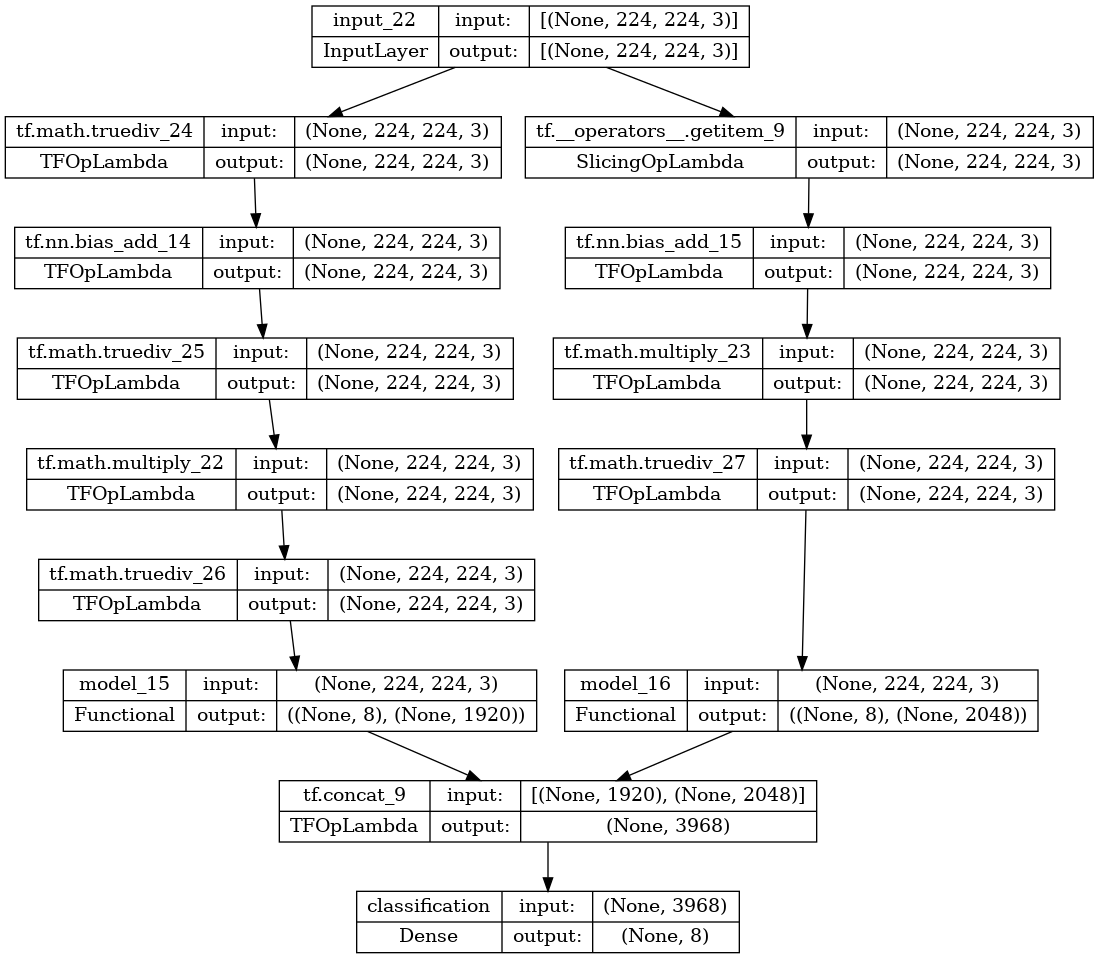 input_22 input: [(None, 224, 224, 3)]
InputLayer output: [(None, 224, 224, 3)]
tf.math.truediv_24 input: (None, 224, 224, 3)
TFOpLambda output: (None, 224, 224, 3)
tf.__operators__.getitem_9 input: (None, 224, 224, 3)
SlicingOpLambda output: (None, 224, 224, 3)
tf.nn.bias_add_14 input: (None, 224, 224, 3)
TFOpLambda output: (None, 224, 224, 3)
tf.nn.bias_add_15 input: (None, 224, 224, 3)
TFOpLambda output: (None, 224, 224, 3)
tf.math.truediv_25 input: (None, 224, 224, 3)
TFOpLambda output: (None, 224, 224, 3)
tf.math.multiply_23 input: (None, 224, 224, 3)
TFOpLambda output: (None, 224, 224, 3)
tf.math.multiply_22 input: (None, 224, 224, 3)
TFOpLambda output: (None, 224, 224, 3)
tf.math.truediv_27 input: (None, 224, 224, 3)
TFOpLambda output: (None, 224, 224, 3)
tf.math.truediv_26 input: (None, 224, 224, 3)
TFOpLambda output: (None, 224, 224, 3)
model_15 input: (None, 224, 224, 3)
Functional output: ((None, 8), (None, 1920))
model_16 input: (None, 224, 224, 3)
Functional output: ((None, 8), (None, 2048))
tf.concat_9 input: [(None, 1920), (None, 2048)]
TFOpLambda output: (None, 3968)
classification input: (None, 3968)
Dense output: (None, 8)